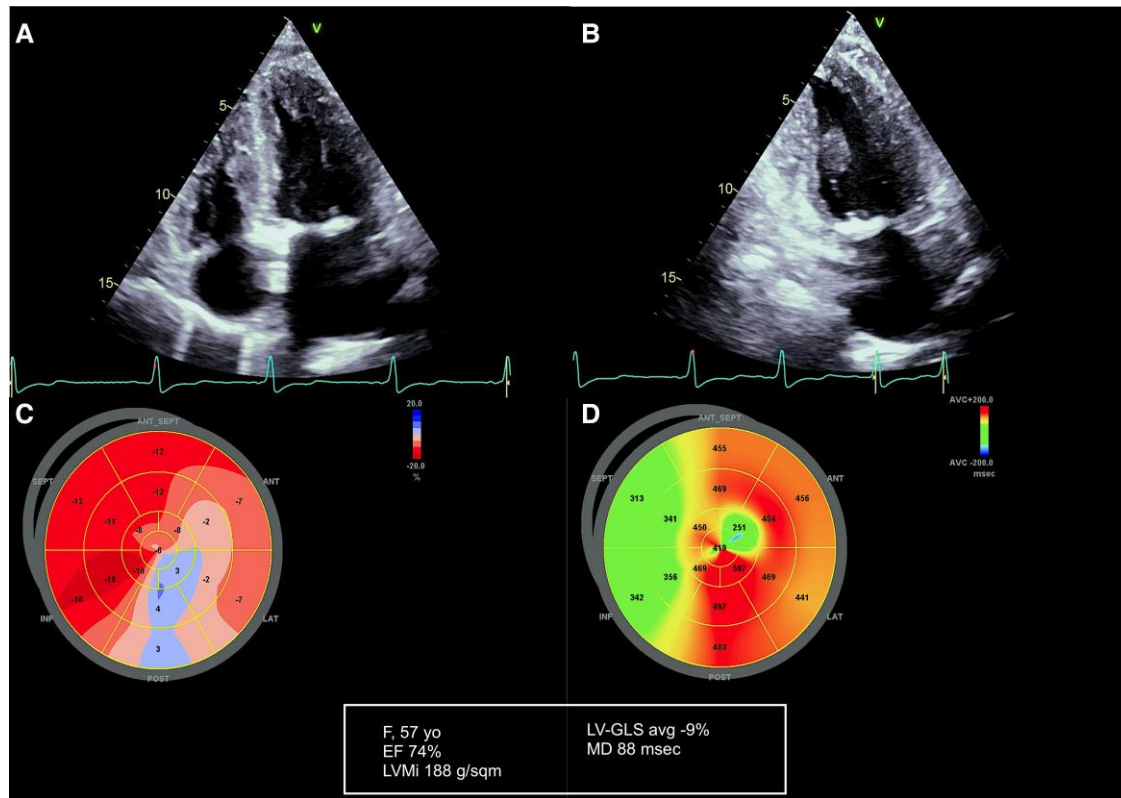 A
V
5
10
15
B
V
5
10
15
C
20.0
-20.0
%
ANT_SEPT
SEPT
ANT
INF
LAT
POST
-12
-12
-7
-12
-11
-8
-8
-2
-6
-16
-16
3
-2
-7
4
3
D
AVC+200.0
AVC -200.0
msec
ANT_SEPT
SEPT
ANT
INF
LAT
POST
455
313
469
456
341
450
251
484
419
356
469
469
342
441
483
F, 57 yo
EF 74%
LVMi 188 g/sqm
LV-GLS avg -9%
MD 88 msec